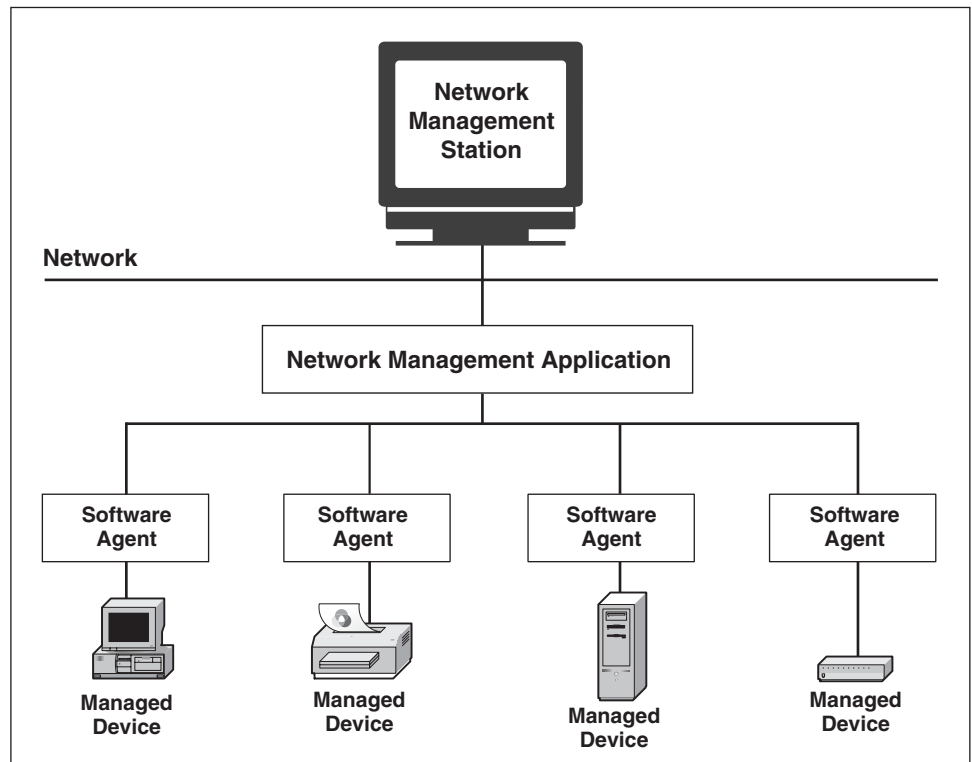 Network
Management
Station
Network
Network Management Application
Software
Agent
Software
Agent
Software
Agent
Software
Agent
Managed
Device
Managed
Device
Managed
Device
Managed
Device